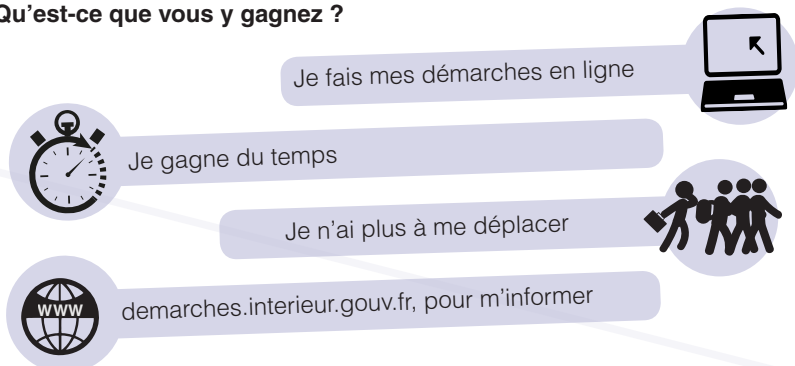 Qu'est-ce que vous y gagnez ?
Je fais mes démarches en ligne
Je gagne du temps
Je n'ai plus à me déplacer
www
demarches.interieur.gouv.fr, pour m'informer